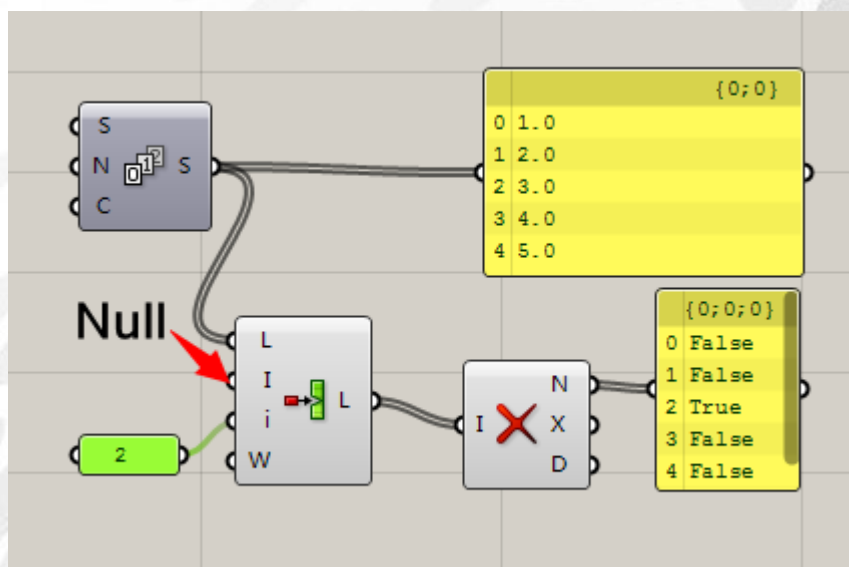 {0;0}
0 1.0
1 2.0
2 3.0
3 4.0
4 5.0
S
N 012 S
C
Null
L
I
i
W
L
2
I
N
X
D
{0;0;0}
0 False
1 False
2 True
3 False
4 False